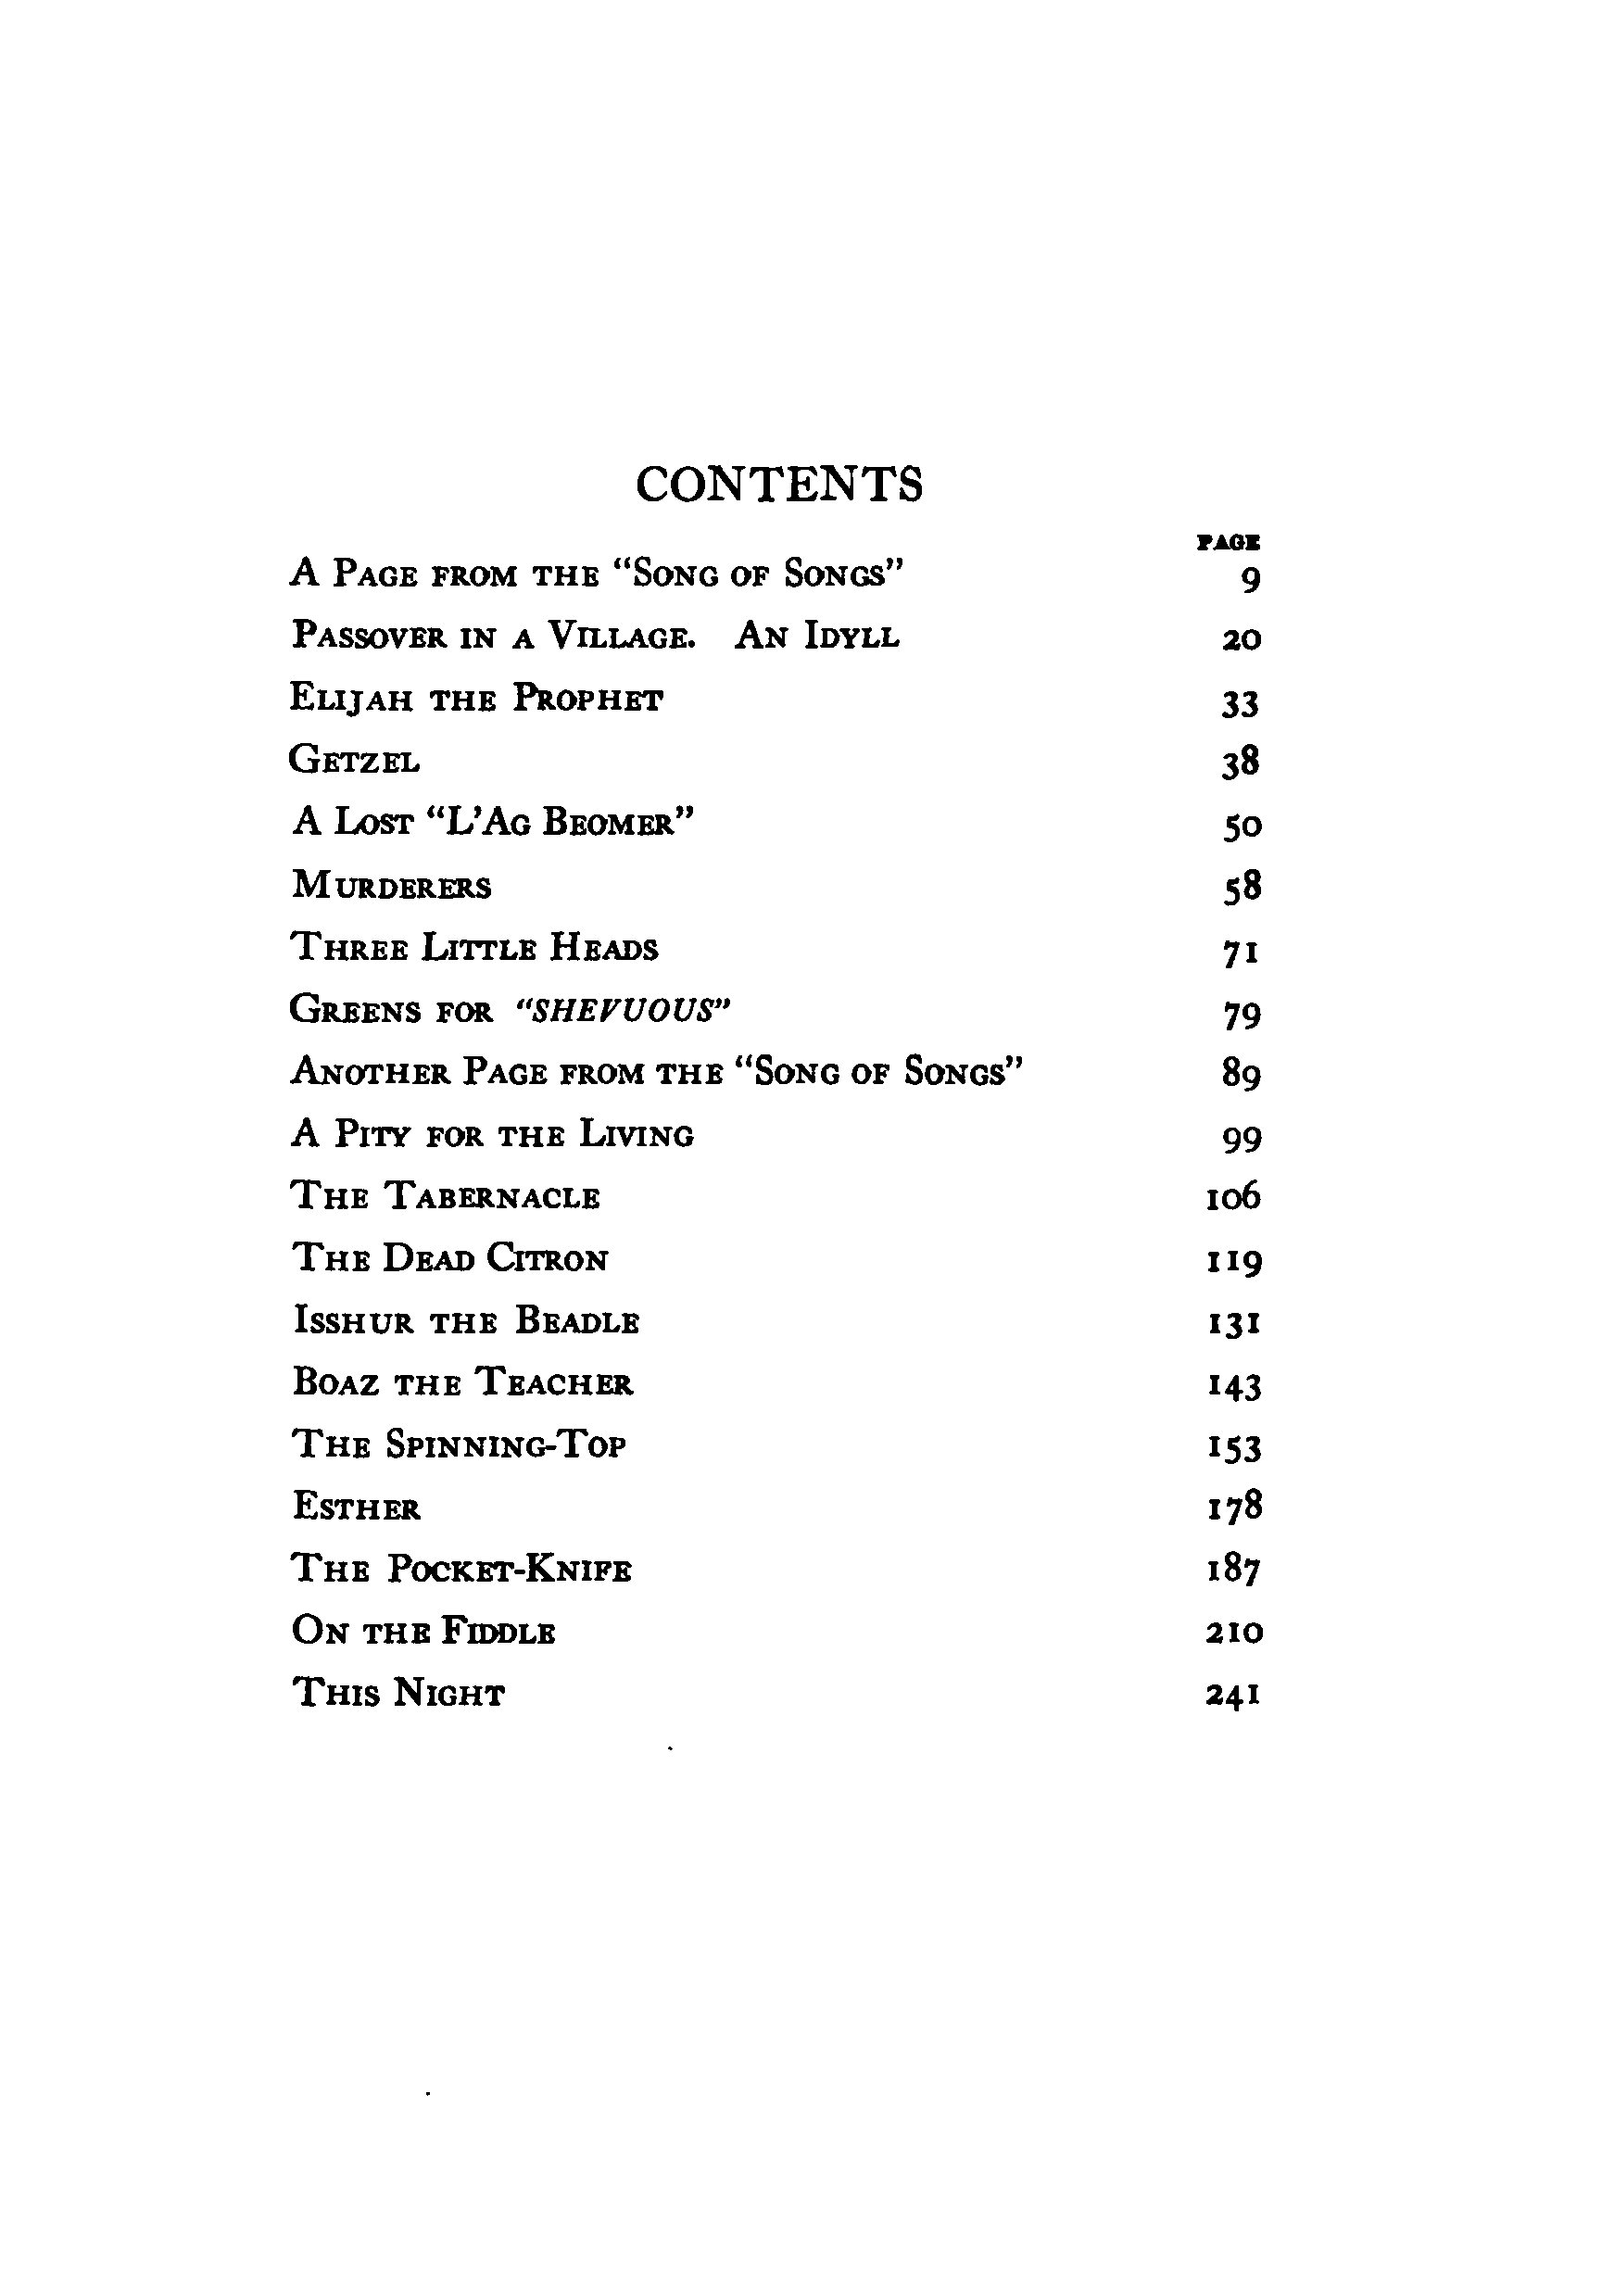 CONTENTS
PAGE
A Page from the "Song of Songs" 9
Passover in a Village. An Idyll 20
Elijah the Prophet 33
Getzel 38
A Lost "L'Ag Beomer" 50
Murderers 58
Three Little Heads 71
Greens for "SHEVUOUS" 79
Another Page from the "Song of Songs" 89
A Pity for the Living 99
The Tabernacle 106
The Dead Citron 119
Isshur the Beadle 131
Boaz the Teacher 143
The Spinning-Top 153
Esther 178
The Pocket-Knife 187
On the Fiddle 210
This Night 241